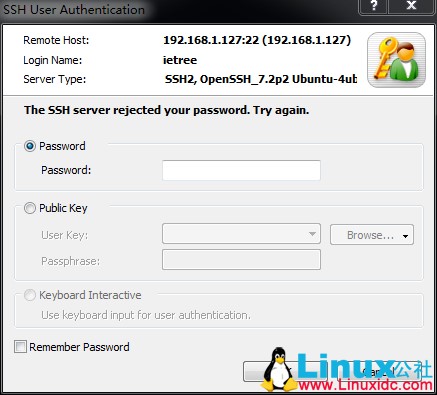 SSH User Authentication
Remote Host: 192.168.1.127:22 (192.168.1.127)
Login Name: ietree
Server Type: SSH2, OpenSSH_7.2p2 Ubuntu-4ub
The SSH server rejected your password. Try again.
Password
Password:
Public Key
User Key: Browse...
Passphrase:
Keyboard Interactive
Use keyboard input for user authentication.
Remember Password
Linux公社
www.Linuxidc.com